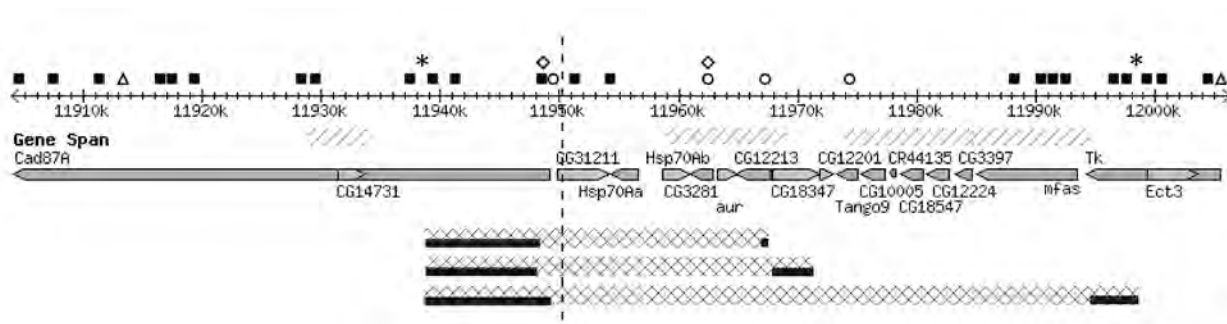 * *
11910k 11920k 11930k 11940k 11950k 11960k 11970k 11980k 11990k 12000k
Gene Span
Cad87A CG31211 Hsp70Ab CG12213 CG12201 CR44135 CG3397 Tk
CG14731 Hsp70Aa CG3281 CG18347 CG10005 CG12224 mfas Ect3
aur Tango9 CG18547